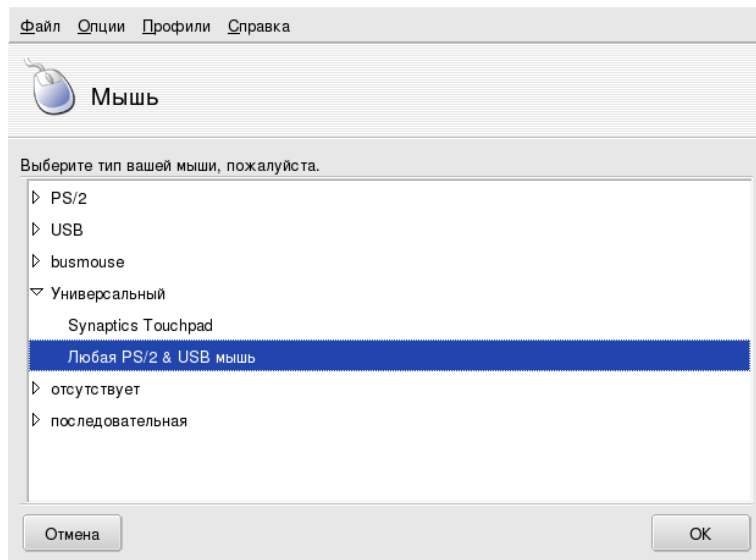 Файл Опции Профили Справка
Мышь
Выберите тип вашей мыши, пожалуйста.
PS/2
USB
busmouse
Универсальный
Synaptics Touchpad
Любая PS/2 & USB мышь
отсутствует
последовательная
Отмена OK